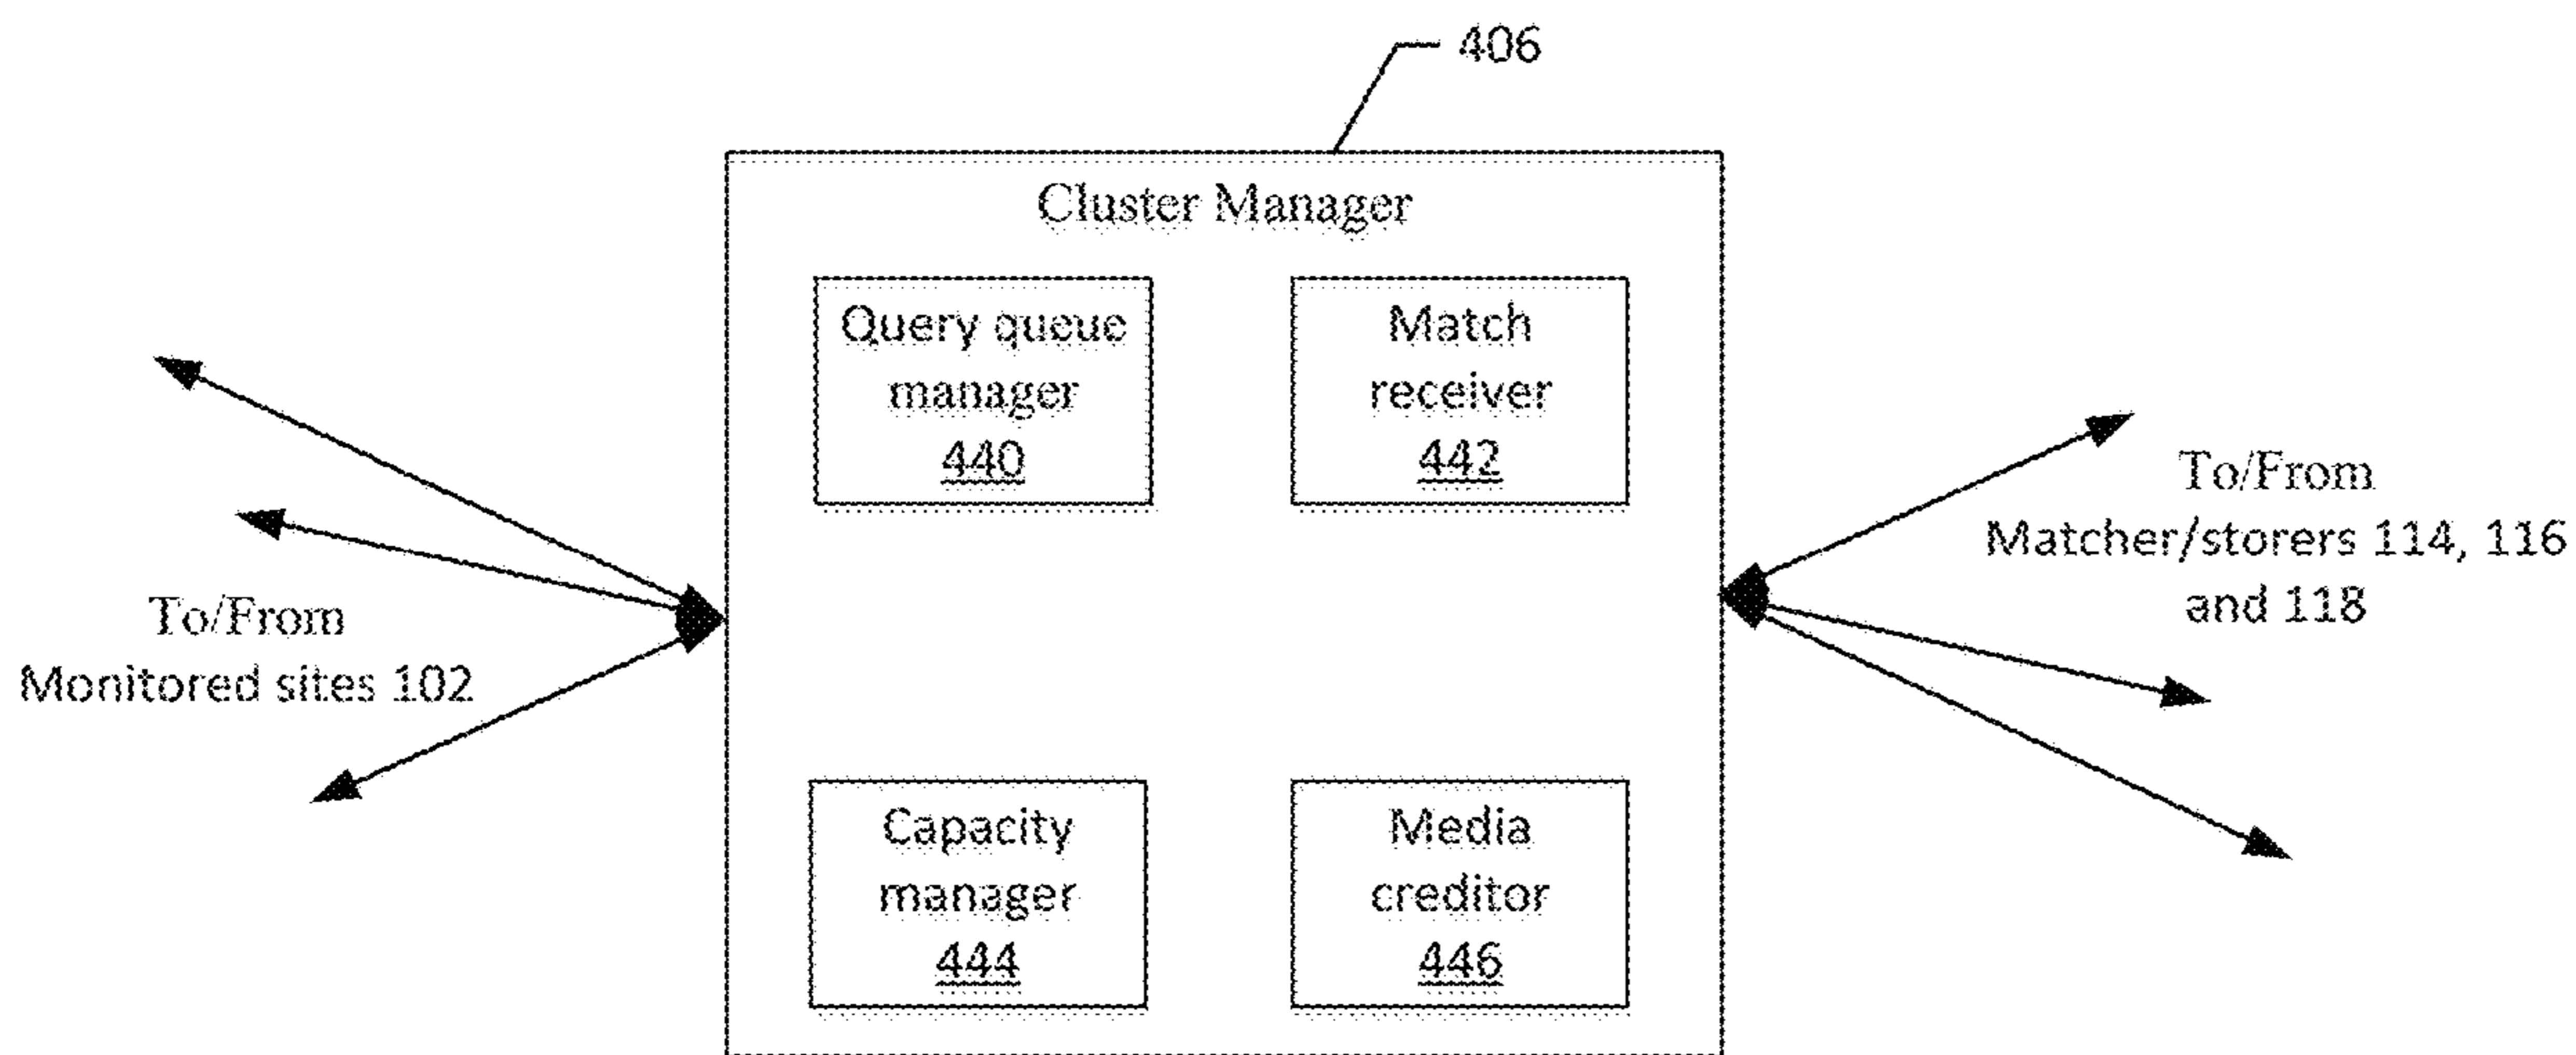 406
Cluster Manager
Query queue
manager
440
Match
receiver
442
To/From
Matcher/storers 114, 116
and 118
To/From
Monitored sites 102
Capacity
manager
444
Media
creditor
446